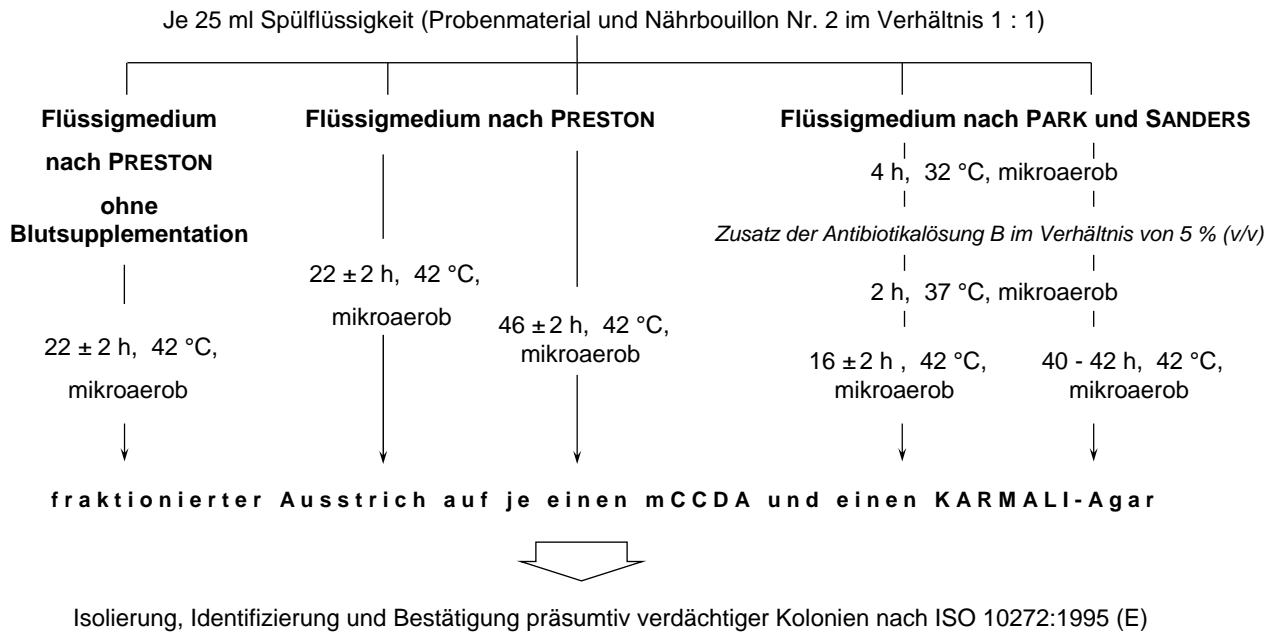 Je 25 ml Spülflüssigkeit (Probenmaterial und Nährbouillon Nr. 2 im Verhältnis 1 : 1)
Flüssigmedium
nach PRESTON
ohne
Blutsupplementation
22 ± 2 h, 42 °C,
mikroaerob
Flüssigmedium nach PRESTON
22 ± 2 h, 42 °C,
mikroaerob
46 ± 2 h, 42 °C,
mikroaerob
Flüssigmedium nach PARK und SANDERS
4 h, 32 °C, mikroaerob
Zusatz der Antibiotikalösung B im Verhältnis von 5 % (v/v)
2 h, 37 °C, mikroaerob
16 ± 2 h , 42 °C,
mikroaerob
40 - 42 h, 42 °C,
mikroaerob
fraktionierter Ausstrich auf je einen mCCDA und einen KARMALI-Agar
Isolierung, Identifizierung und Bestätigung präsumtiv verdächtiger Kolonien nach ISO 10272:1995 (E)